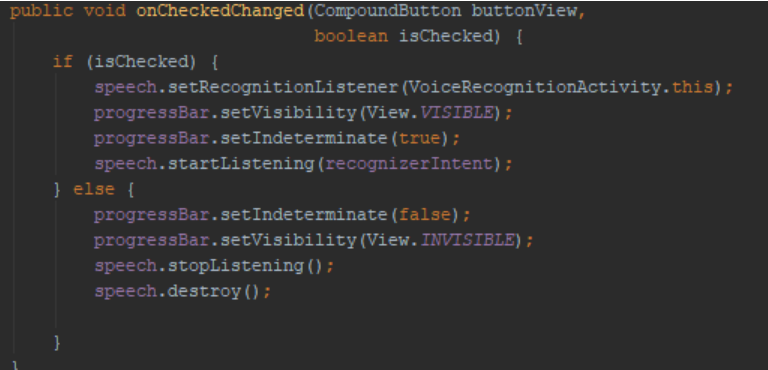 public void onCheckedChanged(CompoundButton buttonView,
                             boolean isChecked) {
    if (isChecked) {
        speech.setRecognitionListener(VoiceRecognitionActivity.this);
        progressBar.setVisibility(View.VISIBLE);
        progressBar.setIndeterminate(true);
        speech.startListening(recognizerIntent);
    } else {
        progressBar.setIndeterminate(false);
        progressBar.setVisibility(View.INVISIBLE);
        speech.stopListening();
        speech.destroy();

    }
}